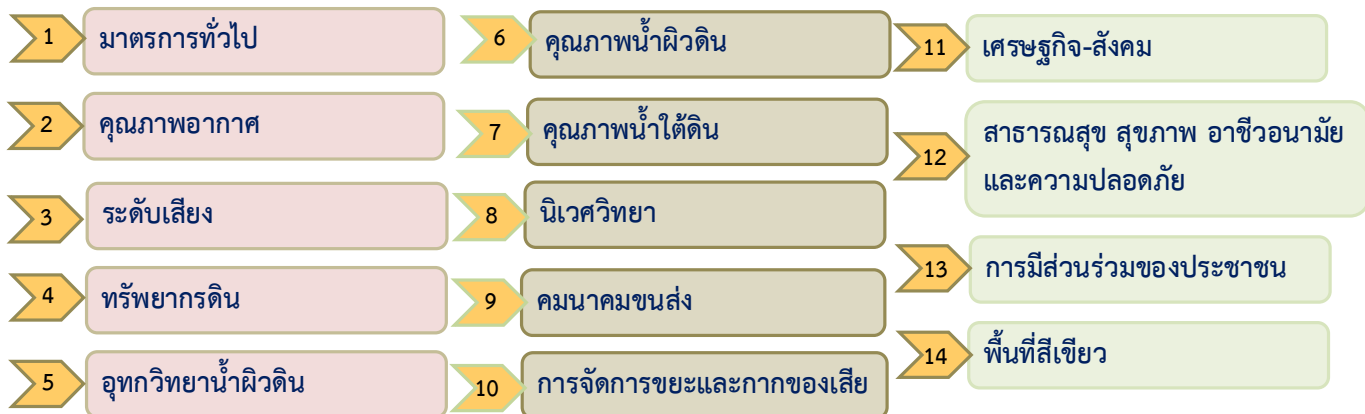 1 มาตรการทั่วไป
2 คุณภาพอากาศ
3 ระดับเสียง
4 ทรัพยากรดิน
5 อุทกวิทยาน้ำผิวดิน
6 คุณภาพน้ำผิวดิน
7 คุณภาพน้ำใต้ดิน
8 นิเวศวิทยา
9 คมนาคมขนส่ง
10 การจัดการขยะและกากของเสีย
11 เศรษฐกิจ-สังคม
12 สาธารณสุข สุขภาพ อาชีวอนามัย
และความปลอดภัย
13 การมีส่วนร่วมของประชาชน
14 พื้นที่สีเขียว